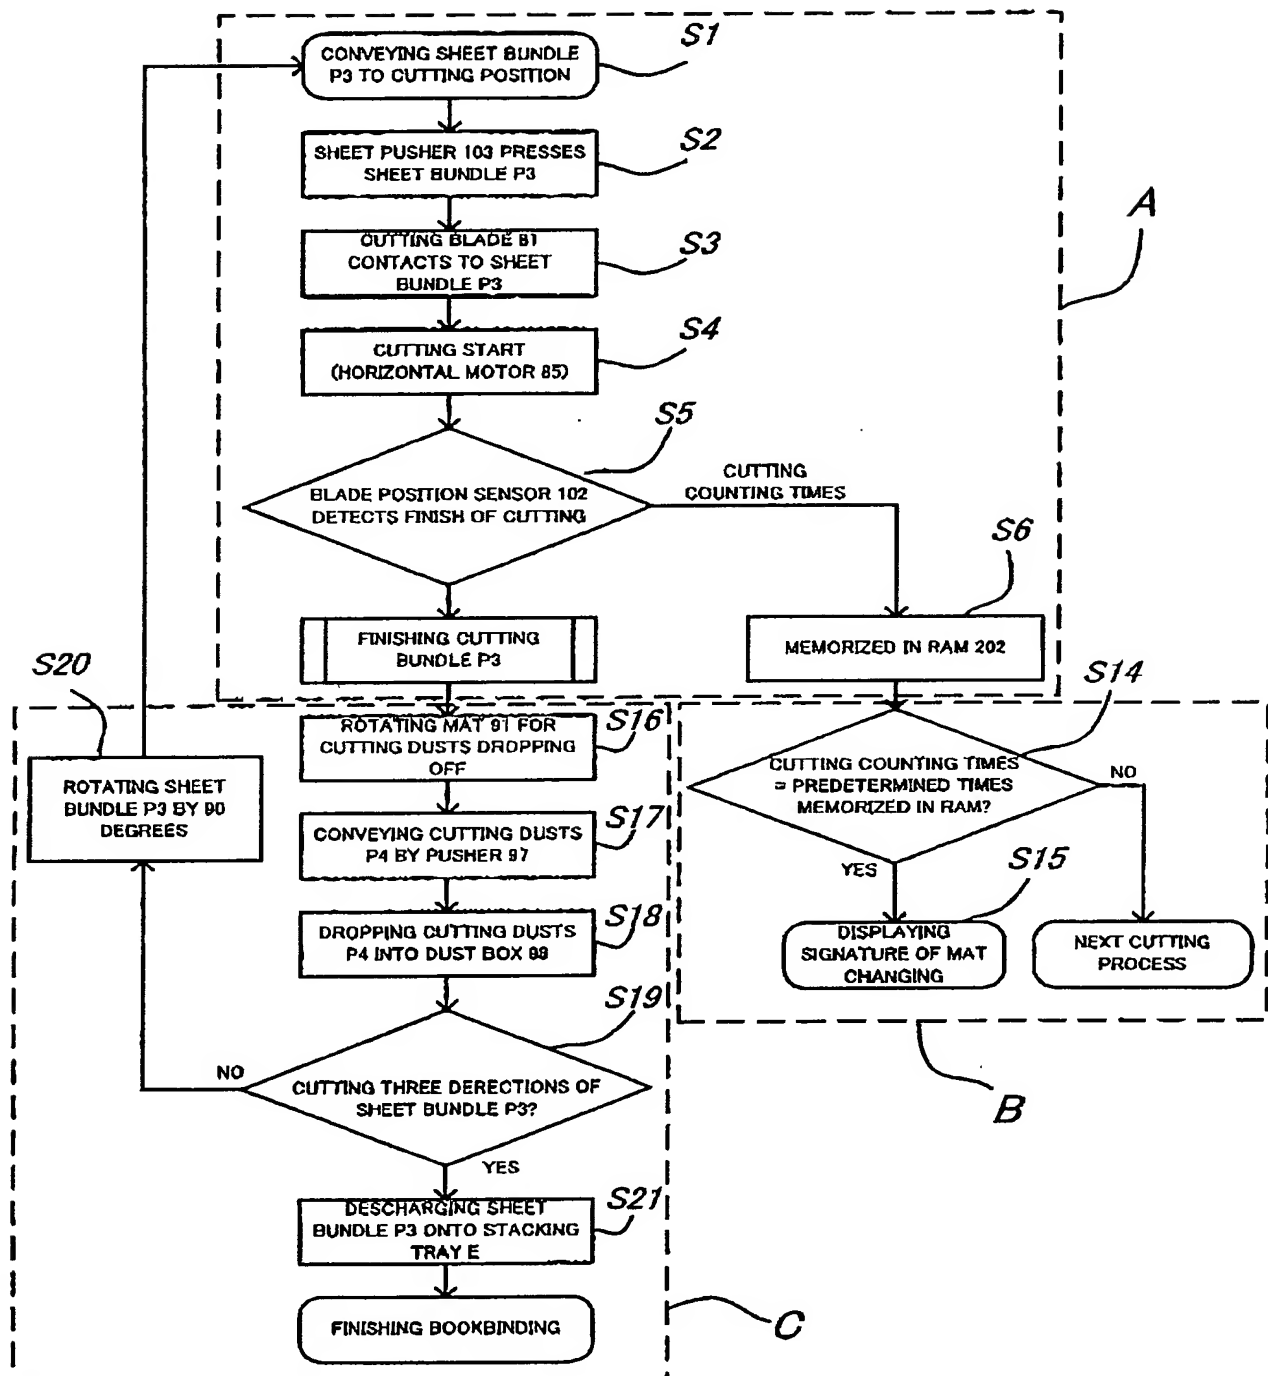 S1
CONVEYING SHEET BUNDLE
P3 TO CUTTING POSITION
S2
SHEET PUSHER 103 PRESSES
SHEET BUNDLE P3
A
S3
CUTTING BLADE 81
CONTACTS TO SHEET
BUNDLE P3
S4
CUTTING START
(HORIZONTAL MOTOR 85)
S5
CUTTING
COUNTING TIMES
BLADE POSITION SENSOR 102
DETECTS FINISH OF CUTTING
S6
FINISHING CUTTING
BUNDLE P3
MEMORIZED IN RAM 202
S20
S14
S16
ROTATING MAT 91 FOR
CUTTING DUSTS DROPPING
OFF
CUTTING COUNTING TIMES
= PREDETERMINED TIMES
MEMORIZED IN RAM?
NO
ROTATING SHEET
BUNDLE P3 BY 90
DEGREES
S17
CONVEYING CUTTING DUSTS
P4 BY PUSHER 97
YES
S15
S18
DROPPING CUTTING DUSTS
P4 INTO DUST BOX 98
DISPLAYING
SIGNATURE OF MAT
CHANGING
NEXT CUTTING
PROCESS
S19
NO
CUTTING THREE DERECTIONS OF
SHEET BUNDLE P3?
B
YES
S21
DESCHARGING SHEET
BUNDLE P3 ONTO STACKING
TRAY E
FINISHING BOOKBINDING
C